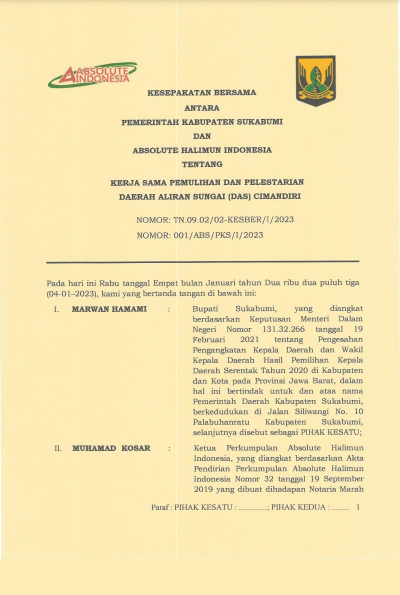 ABSOLUTE
INDONESIA
KESEPAKATAN BERSAMA
ANTARA
PEMERINTAH KABUPATEN SUKABUMI
DAN
ABSOLUTE HALIMUN INDONESIA
TENTANG
KERJA SAMA PEMULIHAN DAN PELESTARIAN
DAERAH ALIRAN SUNGAI (DAS) CIMANDIRI
NOMOR: TN.09.02/02-KESBER/I/2023
NOMOR: 001/ABS/PKS/I/2023
Pada hari ini Rabu tanggal Empat bulan Januari tahun Dua ribu dua puluh tiga
(04-01–2023), kami yang bertanda tangan di bawah ini:
I. MARWAN HAMAMI : Bupati Sukabumi, yang diangkat
berdasarkan Keputusan Menteri Dalam
Negeri Nomor 131.32.266 tanggal 19
Februari 2021 tentang Pengesahan
Pengangkatan Kepala Daerah dan Wakil
Kepala Daerah Hasil Pemilihan Kepala
Daerah Serentak Tahun 2020 di Kabupaten
dan Kota pada Provinsi Jawa Barat, dalam
hal ini bertindak untuk dan atas nama
Pemerintah Daerah Kabupaten Sukabumi,
berkedudukan di Jalan Siliwangi No. 10
Palabuhanratu Kabupaten Sukabumi,
selanjutnya disebut sebagai PIHAK KESATU;
II. MUHAMAD KOSAR : Ketua Perkumpulan Absolute Halimun
Indonesia, yang diangkat berdasarkan Akta
Pendirian Perkumpulan Absolute Halimun
Indonesia Nomor 32 tanggal 19 September
2019 yang dibuat dihadapan Notaris Marah
Paraf : PIHAK KESATU : ..............; PIHAK KEDUA : ......... 1